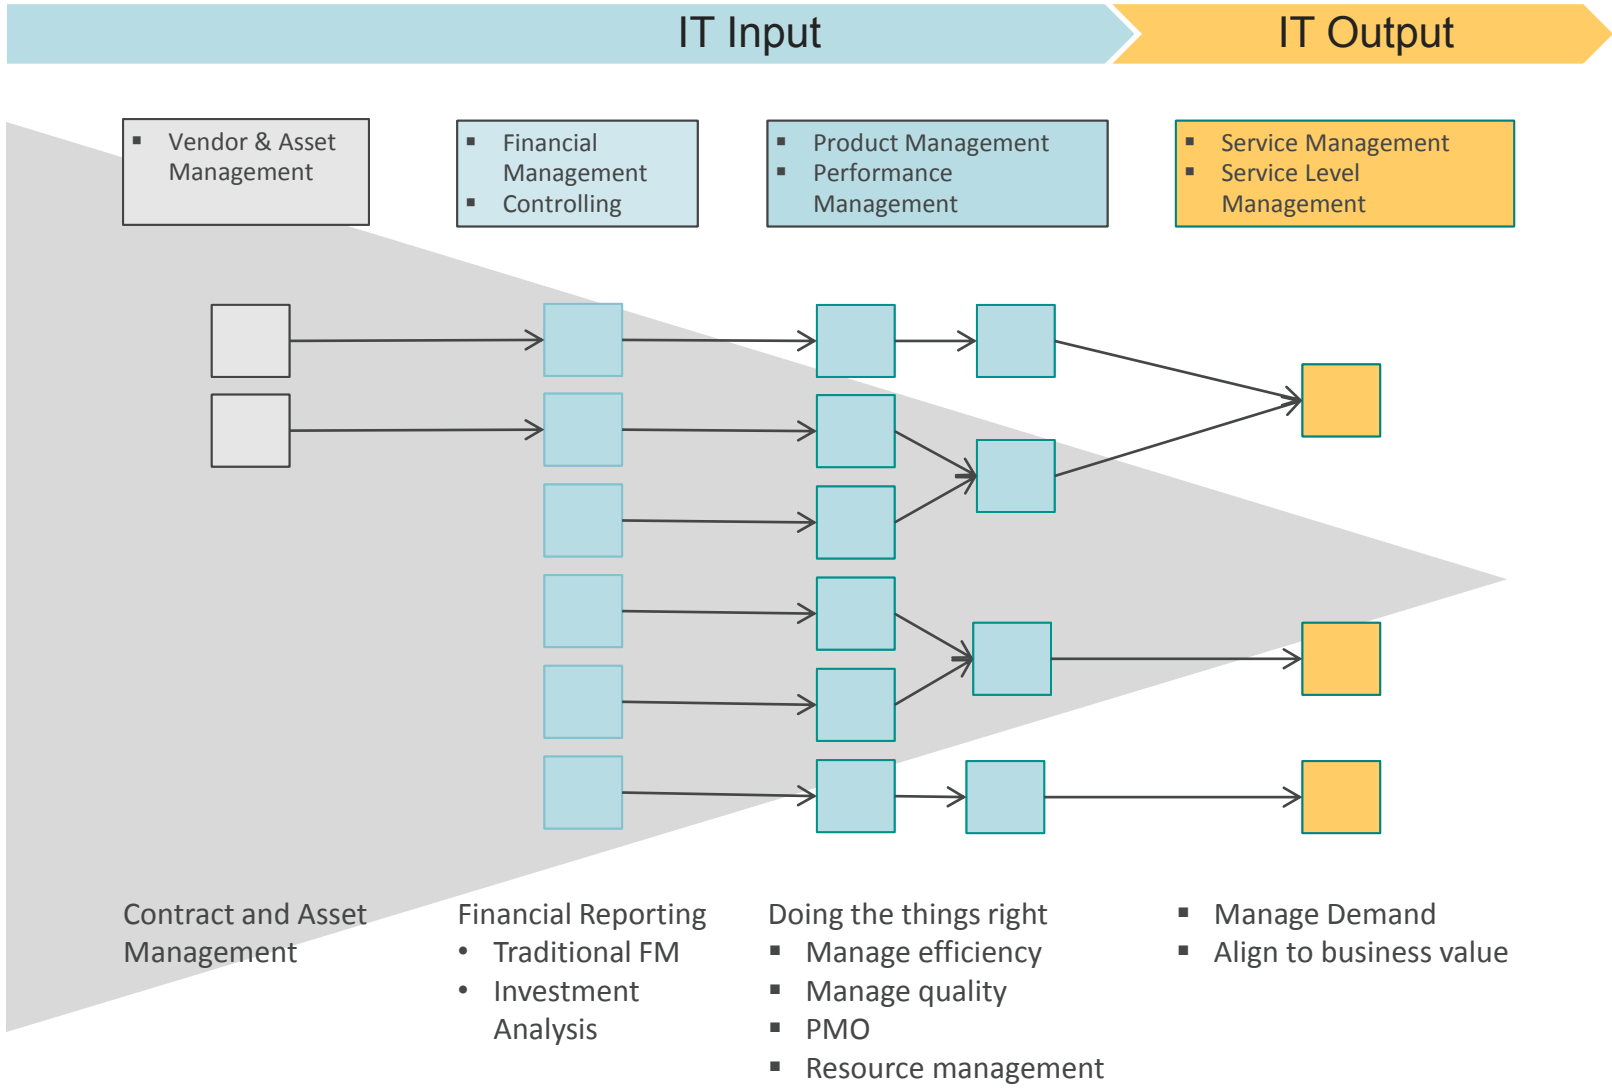 IT Input
IT Output
▪ Vendor & Asset
Management
▪ Financial
Management
▪ Controlling
▪ Product Management
▪ Performance
Management
▪ Service Management
▪ Service Level
Management
Contract and Asset
Management
Financial Reporting
• Traditional FM
• Investment
Analysis
Doing the things right
▪ Manage efficiency
▪ Manage quality
▪ PMO
▪ Resource management
▪ Manage Demand
▪ Align to business value